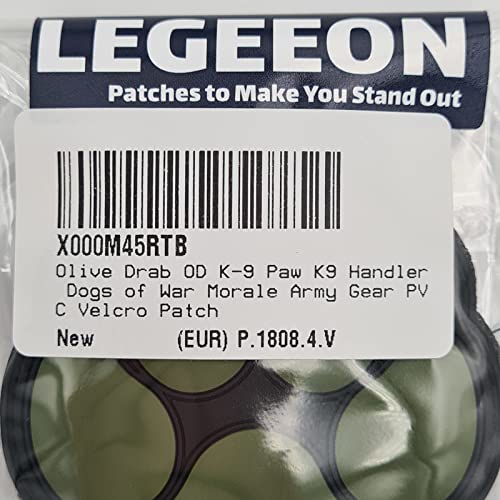 LEGEEON
Patches to Make You Stand Out
X000M45RTB
Olive Drab OD K-9 Paw K9 Handler
Dogs of War Morale Army Gear PV
C Velcro Patch
New (EUR) P.1808.4.V